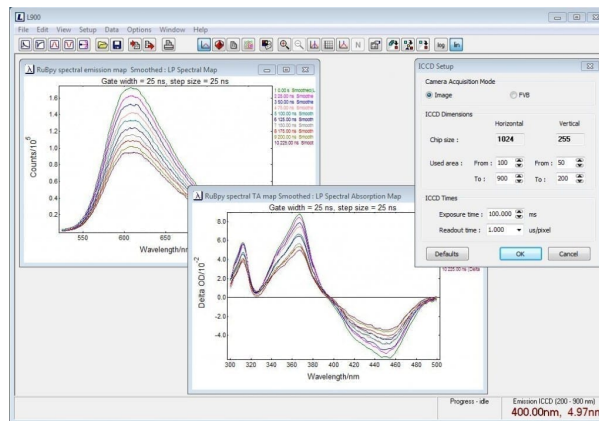 L900
File Edit View Setup Data Options Window Help
N log lin
RuBpy spectral emission map Smoothed : LP Spectral Map
Gate width = 25 ns, step size = 25 ns
Counts/10⁵
1.6
1.4
1.2
1.0
0.8
0.6
0.4
0.2
550 600 650 700
Wavelength/nm
RuBpy spectral TA map Smoothed : LP Spectral Absorption Map
Gate width = 25 ns, step size = 25 ns
Delta OD/10⁻²
8.0
6.0
4.0
2.0
0.0
-2.0
-4.0
-6.0
300 320 340 360 380 400 420 440 460 480 500
Wavelength/nm
ICCD Setup
Camera Acquisition Mode
Image FVB
ICCD Dimensions
Horizontal Vertical
Chip size : 1024 255
Used area : From : 100 From : 50
To : 900 To : 200
ICCD Times
Exposure time : 100.000 ms
Readout time : 1.000 us/pixel
Defaults OK Cancel
Progress - idle
Emission ICCD (200 - 900 nm)
400.00nm, 4.97nm